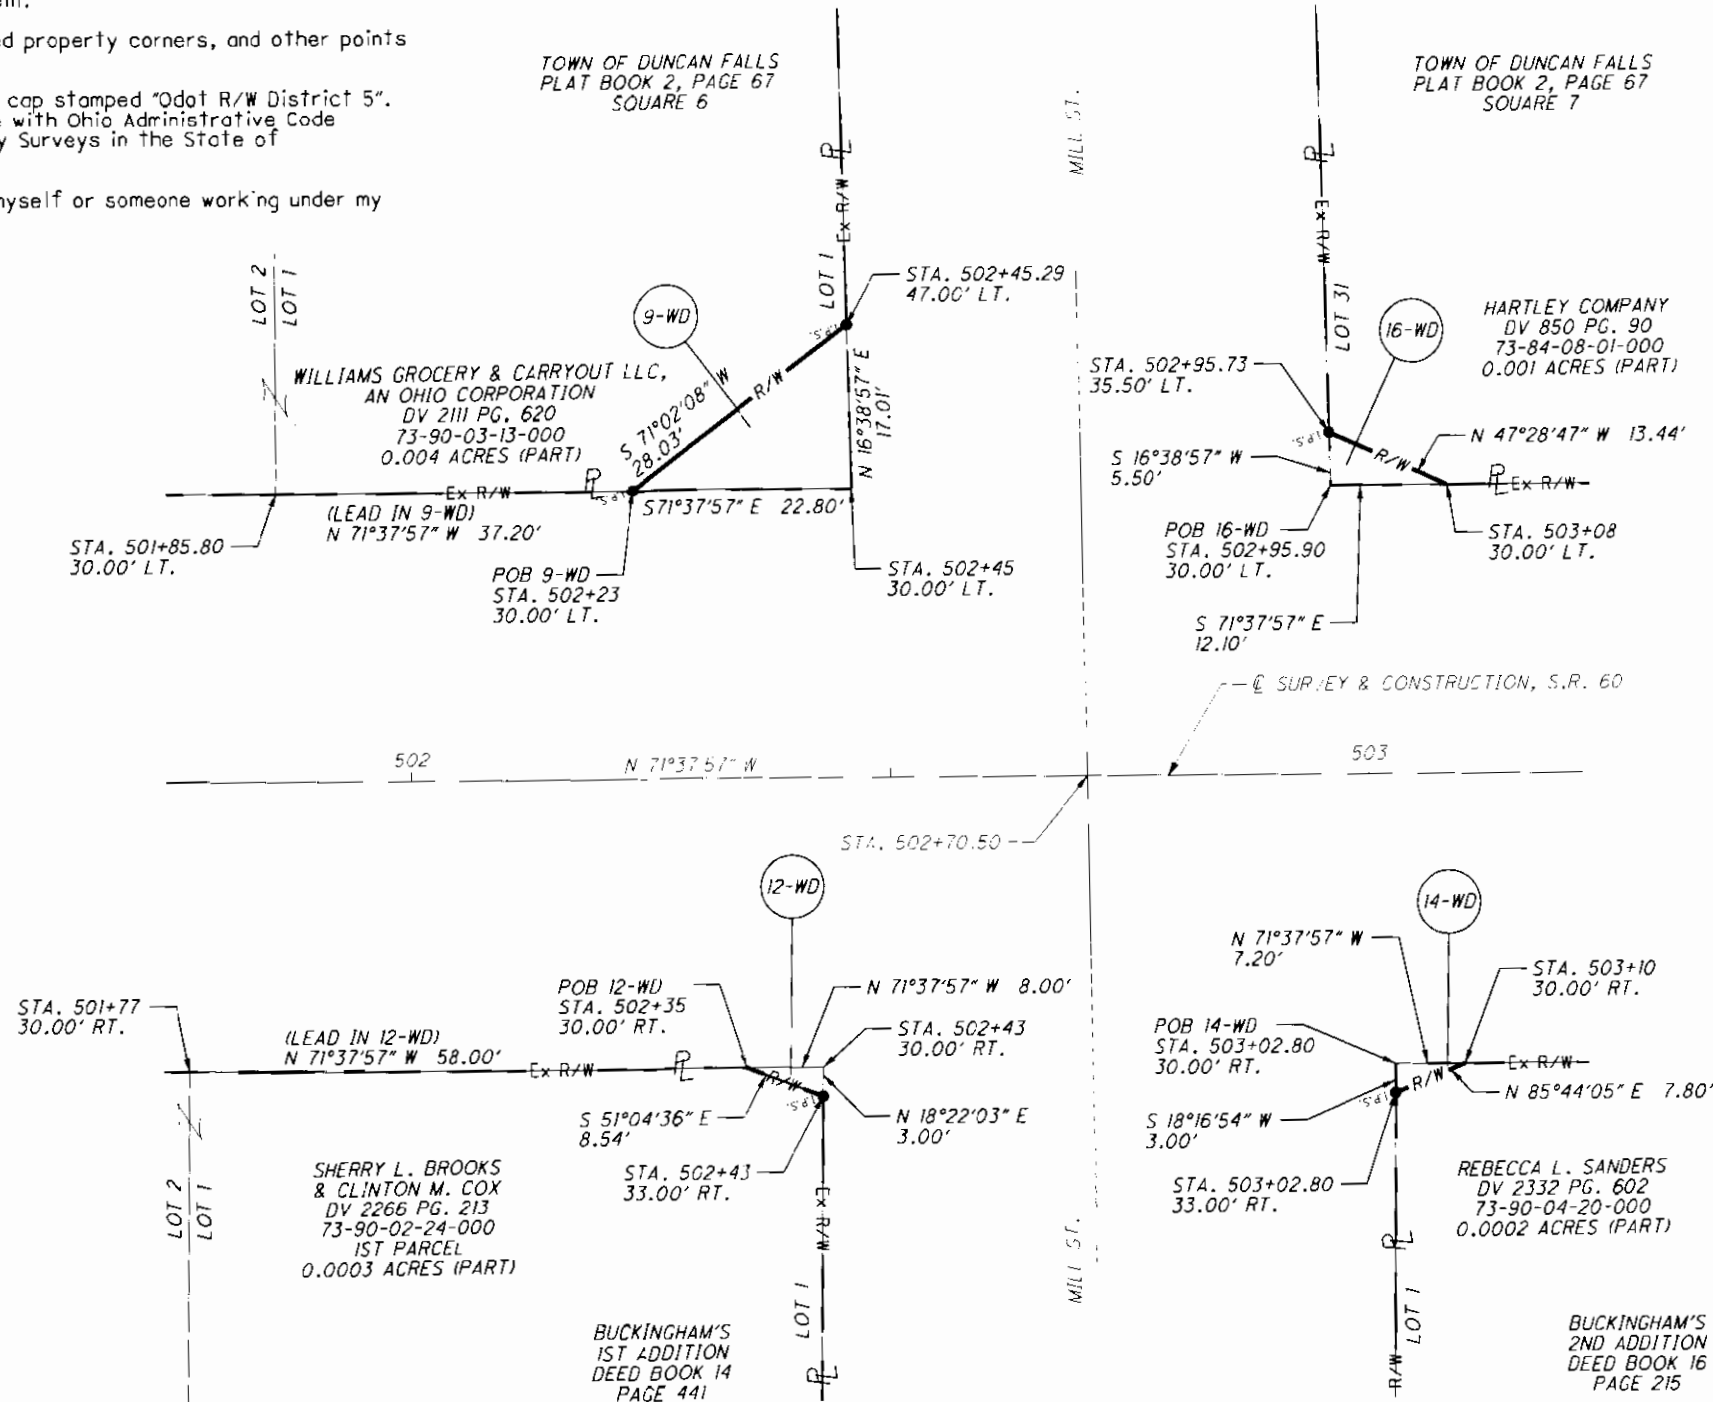 ed property corners, and other points
cap stamped "Odot R/W District 5".
with Ohio Administrative Code
y Surveys in the State of
myself or someone working under my
TOWN OF DUNCAN FALLS
PLAT BOOK 2, PAGE 67
SQUARE 6
MILL ST.
TOWN OF DUNCAN FALLS
PLAT BOOK 2, PAGE 67
SQUARE 7
PL
Ex R/W
LOT 1
PL
Ex R/W
LOT 31
LOT 2
LOT 1
9-WD
STA. 502+45.29
47.00' LT.
I.P.S.
R/W
S 71°02'08" W
28.03'
N 16°38'57" E
17.01'
WILLIAMS GROCERY & CARRYOUT LLC,
AN OHIO CORPORATION
DV 2111 PG. 620
73-90-03-13-000
0.004 ACRES (PART)
PL
I.P.S.
Ex R/W
(LEAD IN 9-WD)
N 71°37'57" W 37.20'
S71°37'57" E 22.80'
STA. 501+85.80
30.00' LT.
POB 9-WD
STA. 502+23
30.00' LT.
STA. 502+45
30.00' LT.
16-WD
HARTLEY COMPANY
DV 850 PG. 90
73-84-08-01-000
0.001 ACRES (PART)
STA. 502+95.73
35.50' LT.
I.P.S.
R/W
N 47°28'47" W 13.44'
S 16°38'57" W
5.50'
PL
Ex R/W
POB 16-WD
STA. 502+95.90
30.00' LT.
STA. 503+08
30.00' LT.
S 71°37'57" E
12.10'
℄ SURVEY & CONSTRUCTION, S.R. 60
502
N 71°37'57" W
503
STA. 502+70.50
12-WD
14-WD
STA. 501+77
30.00' RT.
(LEAD IN 12-WD)
N 71°37'57" W 58.00'
Ex R/W
PL
POB 12-WD
STA. 502+35
30.00' RT.
N 71°37'57" W 8.00'
STA. 502+43
30.00' RT.
R/W
I.P.S.
S 51°04'36" E
8.54'
N 18°22'03" E
3.00'
STA. 502+43
33.00' RT.
N 71°37'57" W
7.20'
STA. 503+10
30.00' RT.
POB 14-WD
STA. 503+02.80
30.00' RT.
Ex R/W
R/W
I.P.S.
N 85°44'05" E 7.80'
S 18°16'54" W
3.00'
STA. 503+02.80
33.00' RT.
LOT 2
LOT 1
SHERRY L. BROOKS
& CLINTON M. COX
DV 2266 PG. 213
73-90-02-24-000
1ST PARCEL
0.0003 ACRES (PART)
Ex R/W
LOT 1
PL
MILL ST.
REBECCA L. SANDERS
DV 2332 PG. 602
73-90-04-20-000
0.0002 ACRES (PART)
PL
LOT 1
R/W
BUCKINGHAM'S
1ST ADDITION
DEED BOOK 14
PAGE 441
BUCKINGHAM'S
2ND ADDITION
DEED BOOK 16
PAGE 215